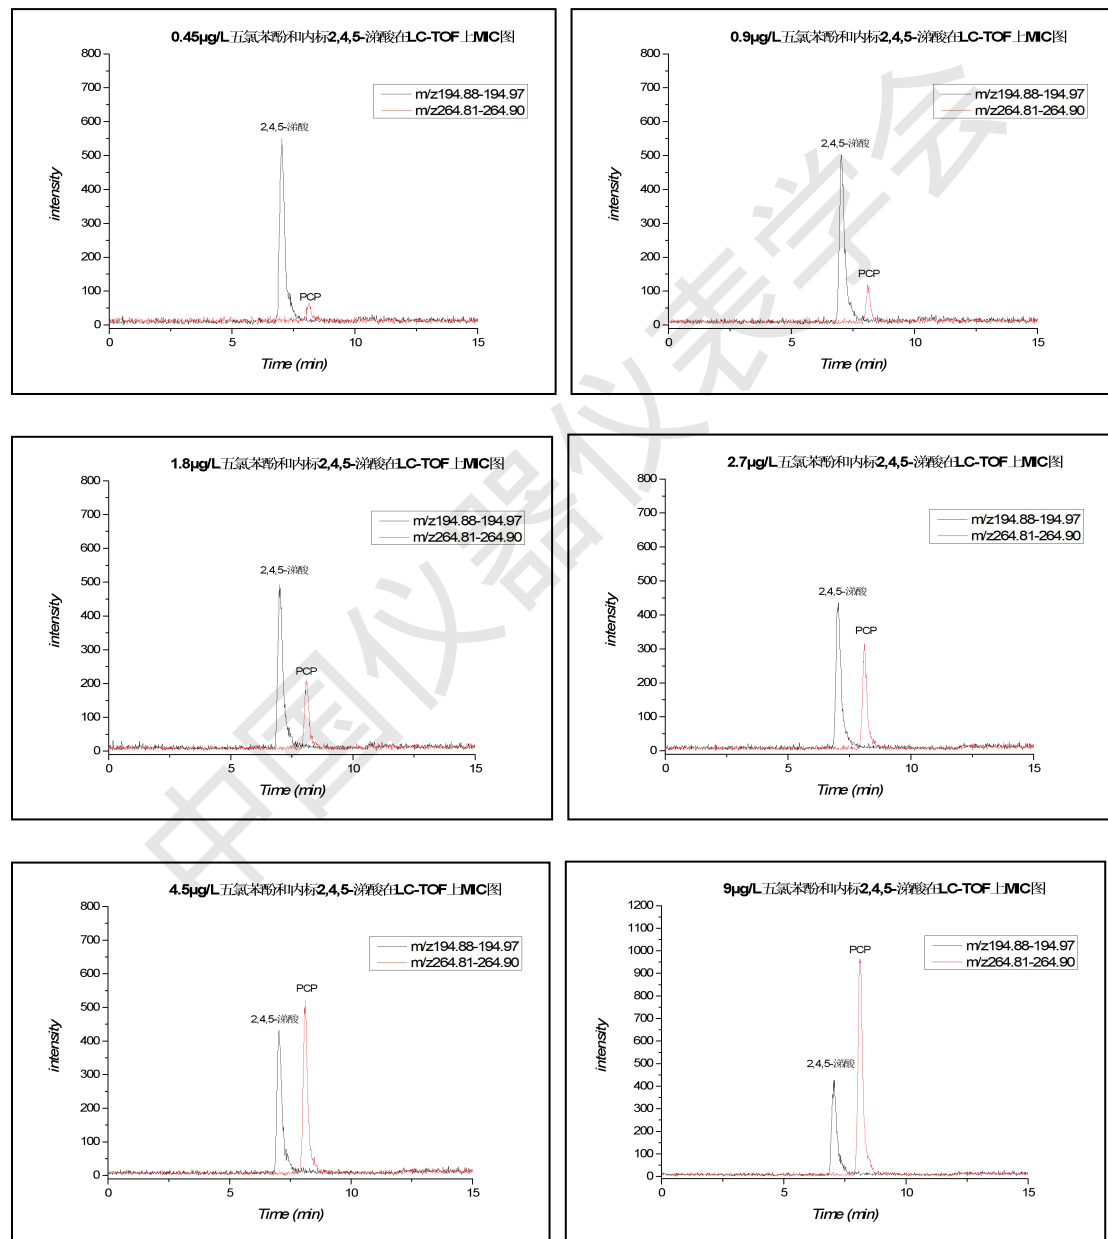 0.45μg/L五氯苯酚和内标2,4,5-涕酸在LC-TOF上MIC图
m/z194.88-194.97
m/z264.81-264.90
2,4,5-涕酸
PCP
intensity
800
700
600
500
400
300
200
100
0
0 5 10 15
Time (min)
0.9μg/L五氯苯酚和内标2,4,5-涕酸在LC-TOF上MIC图
m/z194.88-194.97
m/z264.81-264.90
2,4,5-涕酸
PCP
intensity
800
700
600
500
400
300
200
100
0
0 5 10 15
Time (min)
1.8μg/L五氯苯酚和内标2,4,5-涕酸在LC-TOF上MIC图
m/z194.88-194.97
m/z264.81-264.90
2,4,5-涕酸
PCP
intensity
800
700
600
500
400
300
200
100
0
0 5 10 15
Time (min)
2.7μg/L五氯苯酚和内标2,4,5-涕酸在LC-TOF上MIC图
m/z194.88-194.97
m/z264.81-264.90
2,4,5-涕酸
PCP
intensity
800
700
600
500
400
300
200
100
0
0 5 10 15
Time (min)
4.5μg/L五氯苯酚和内标2,4,5-涕酸在LC-TOF上MIC图
m/z194.88-194.97
m/z264.81-264.90
PCP
2,4,5-涕酸
intensity
800
700
600
500
400
300
200
100
0
0 5 10 15
Time (min)
9μg/L五氯苯酚和内标2,4,5-涕酸在LC-TOF上MIC图
m/z194.88-194.97
m/z264.81-264.90
PCP
2,4,5-涕酸
intensity
1200
1100
1000
900
800
700
600
500
400
300
200
100
0
0 5 10 15
Time (min)
中国仪器仪表学会